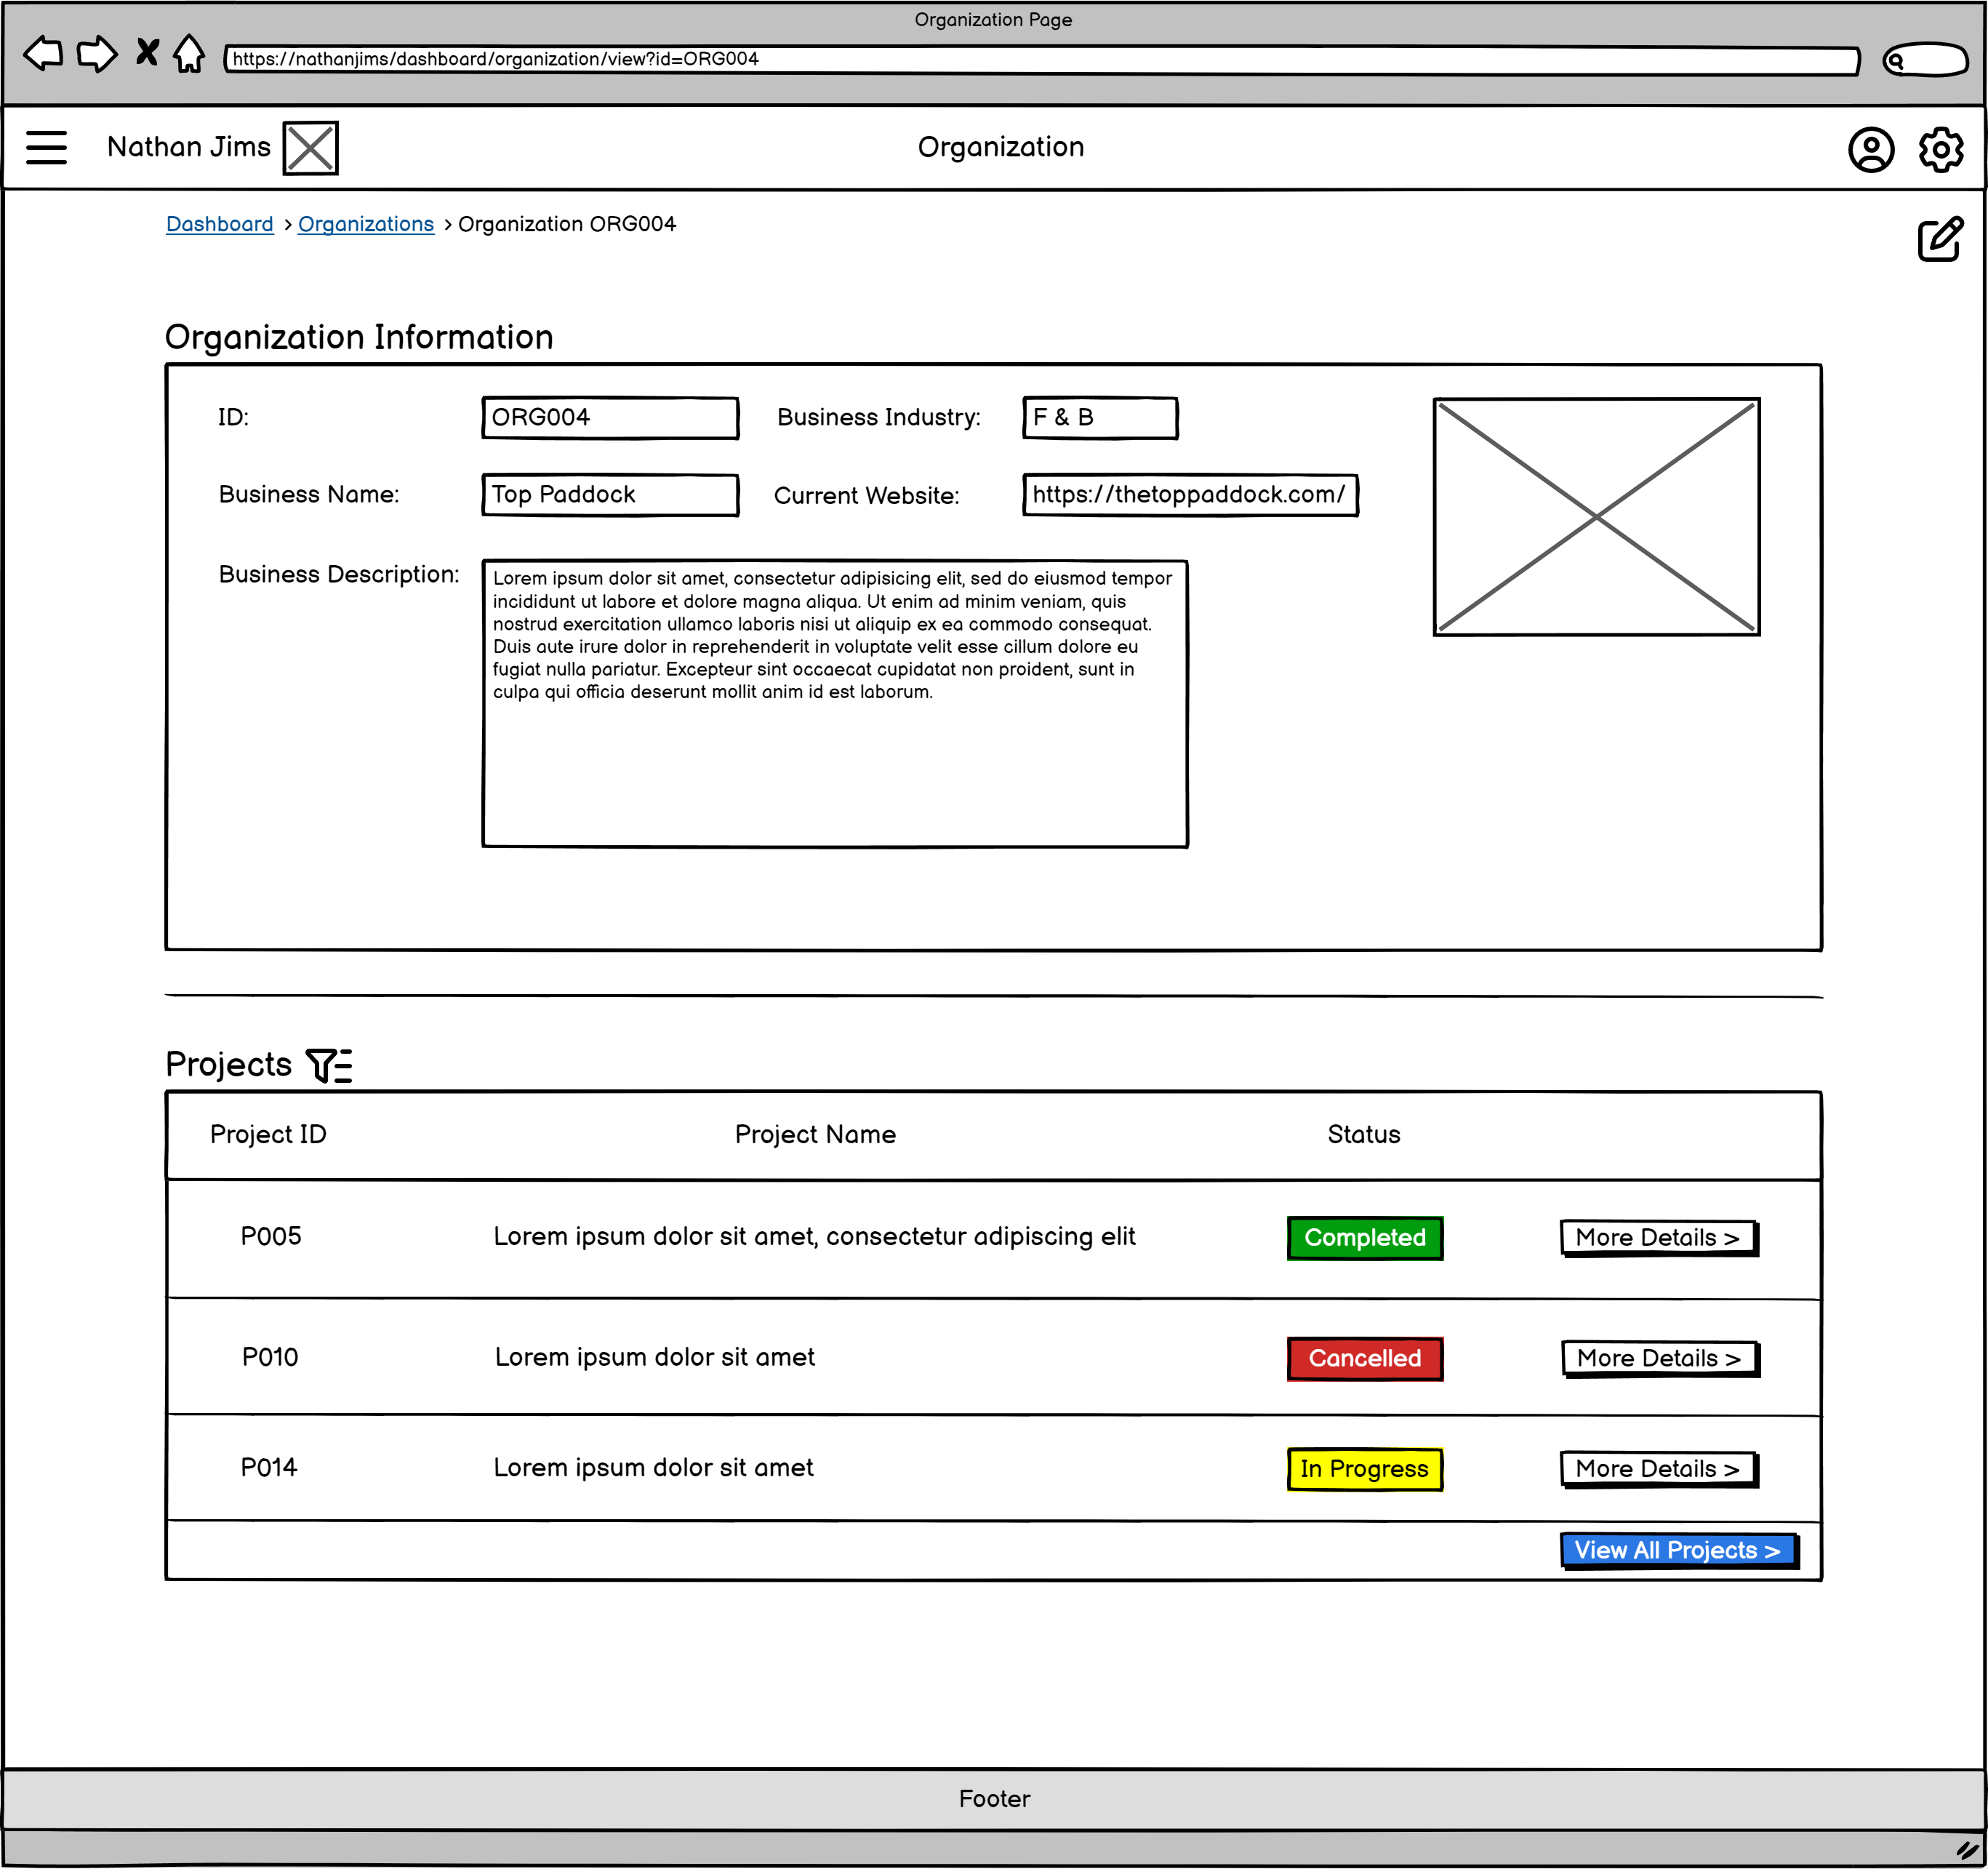 Organization Page
https://nathanjims/dashboard/organization/view?id=ORG004
Nathan Jims
Organization
Dashboard > Organizations > Organization ORG004
Organization Information
ID: ORG004 Business Industry: F & B
Business Name: Top Paddock Current Website: https://thetoppaddock.com/
Business Description:
Lorem ipsum dolor sit amet, consectetur adipisicing elit, sed do eiusmod tempor
incididunt ut labore et dolore magna aliqua. Ut enim ad minim veniam, quis
nostrud exercitation ullamco laboris nisi ut aliquip ex ea commodo consequat.
Duis aute irure dolor in reprehenderit in voluptate velit esse cillum dolore eu
fugiat nulla pariatur. Excepteur sint occaecat cupidatat non proident, sunt in
culpa qui officia deserunt mollit anim id est laborum.
Projects
Project ID Project Name Status
P005 Lorem ipsum dolor sit amet, consectetur adipiscing elit Completed More Details >
P010 Lorem ipsum dolor sit amet Cancelled More Details >
P014 Lorem ipsum dolor sit amet In Progress More Details >
View All Projects >
Footer